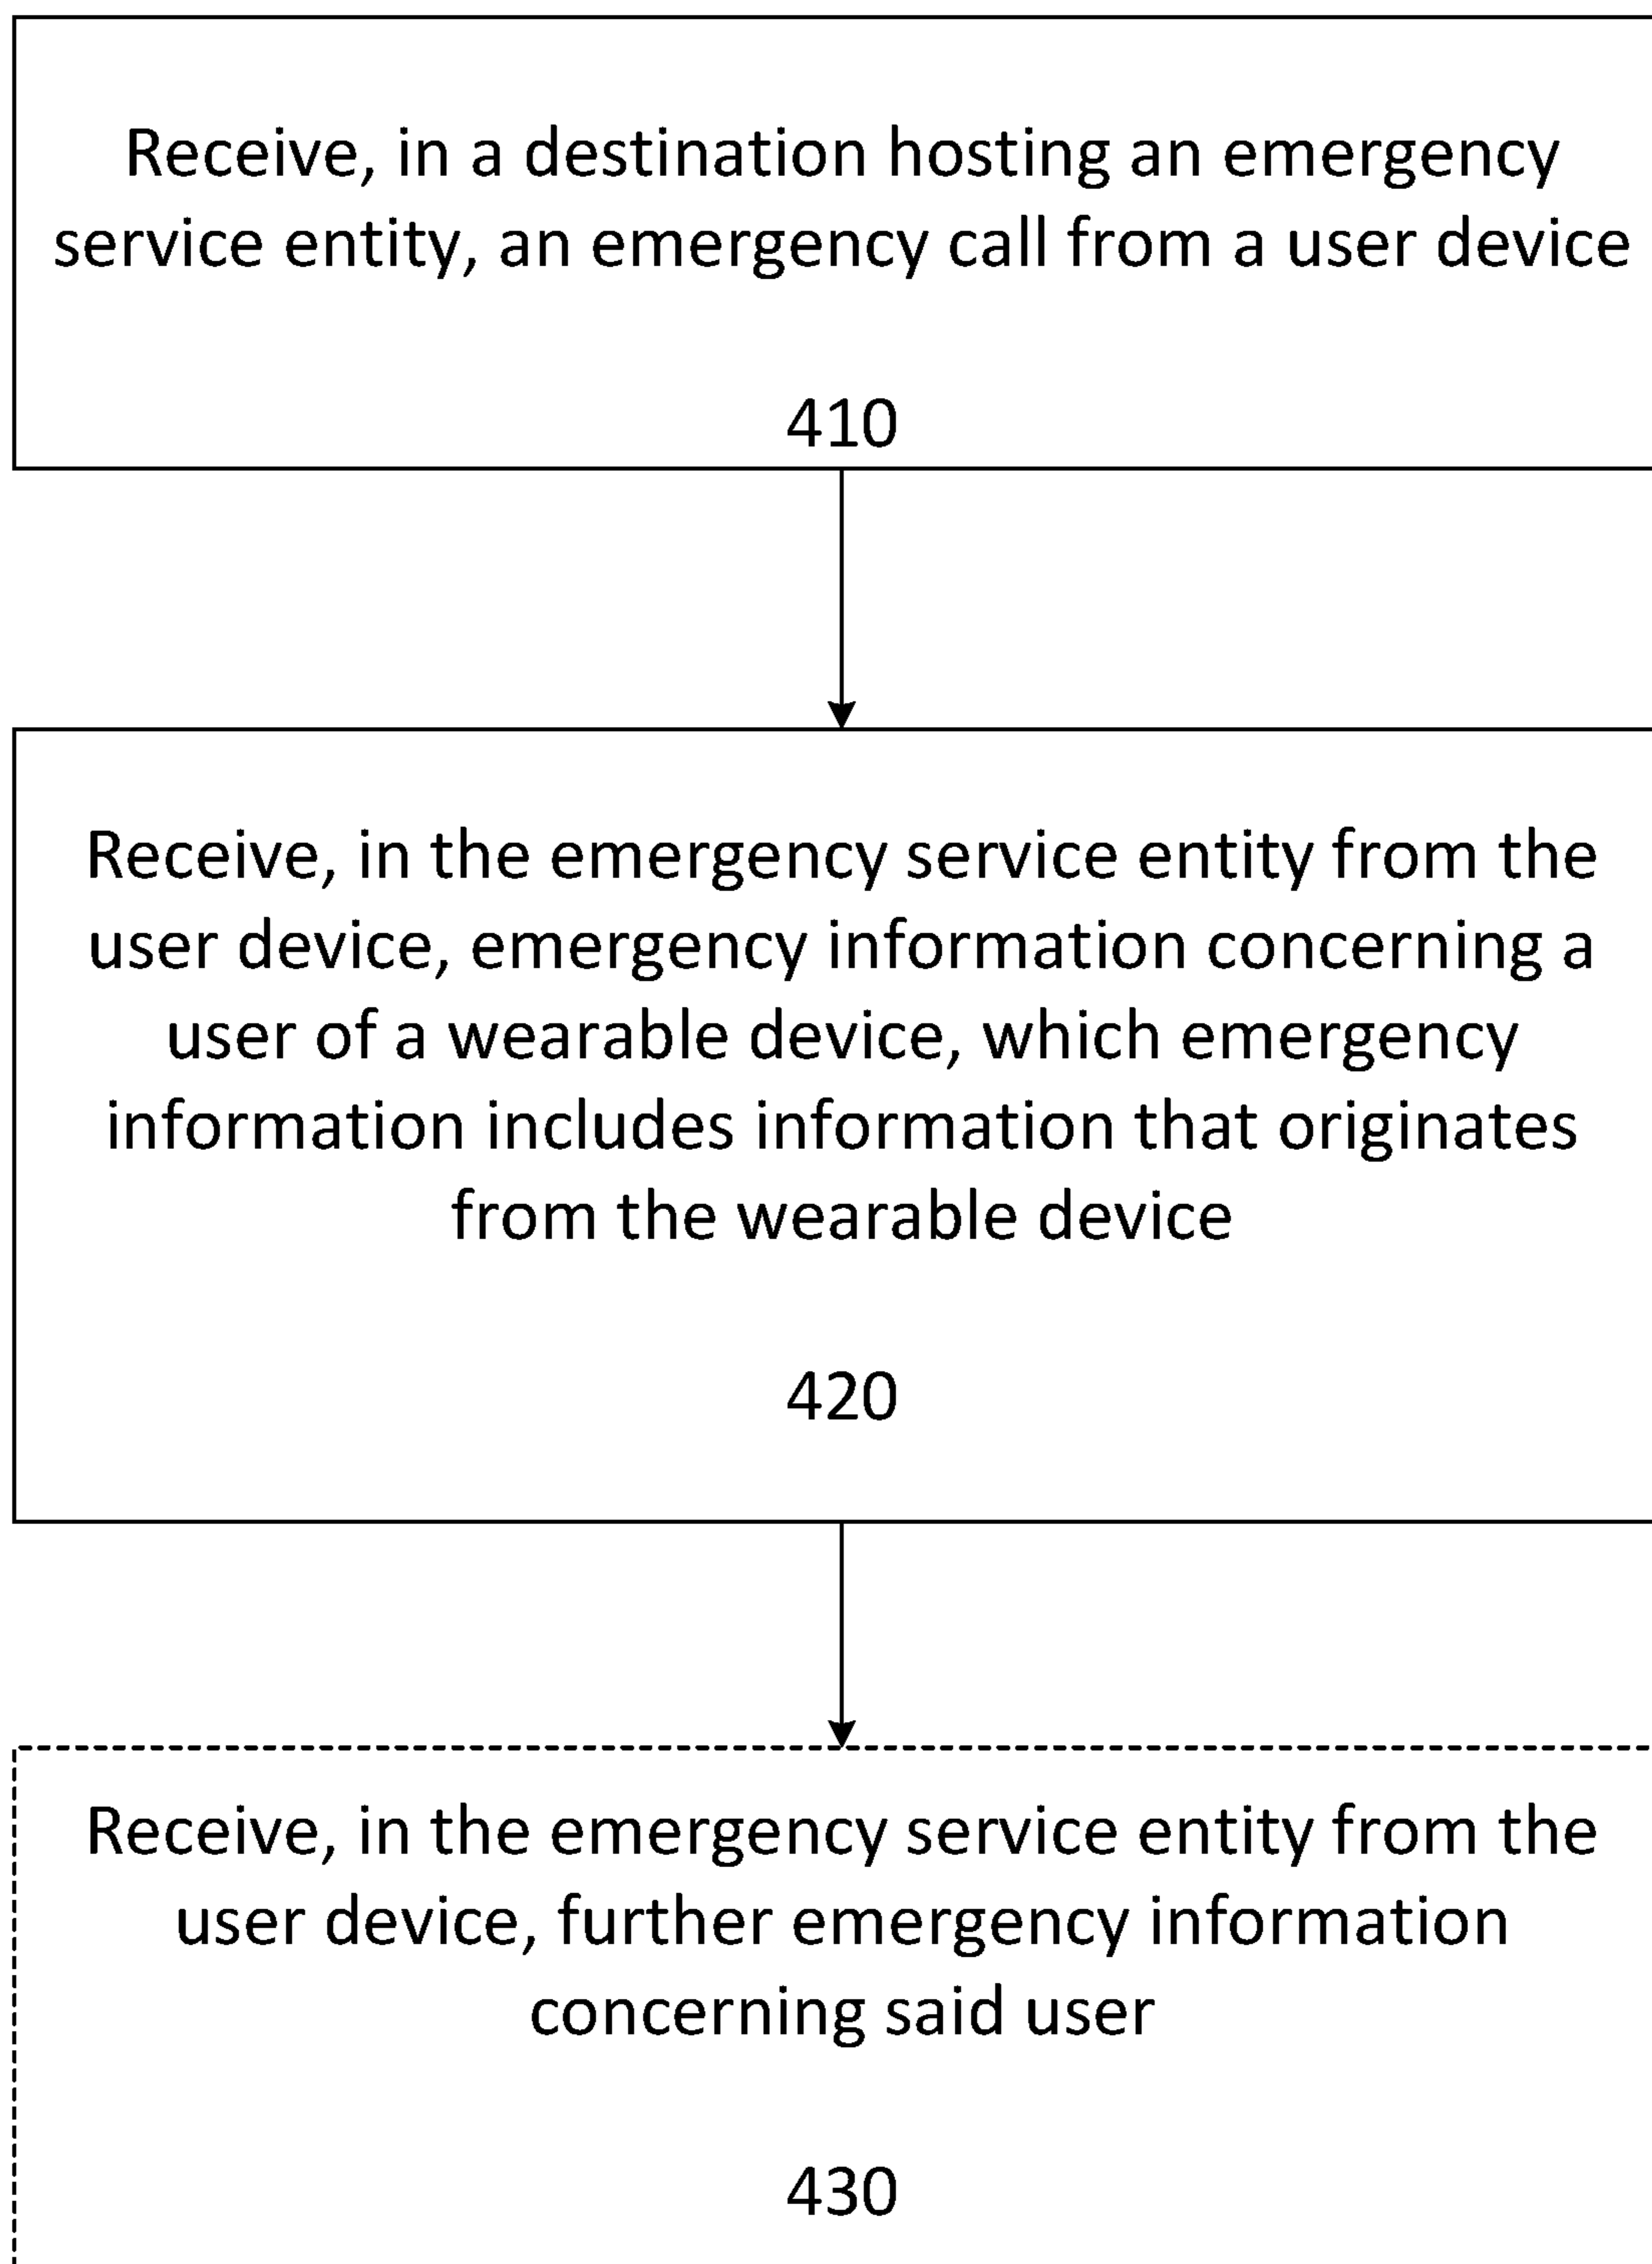 Receive, in a destination hosting an emergency
service entity, an emergency call from a user device
410
Receive, in the emergency service entity from the
user device, emergency information concerning a
user of a wearable device, which emergency
information includes information that originates
from the wearable device
420
Receive, in the emergency service entity from the
user device, further emergency information
concerning said user
430